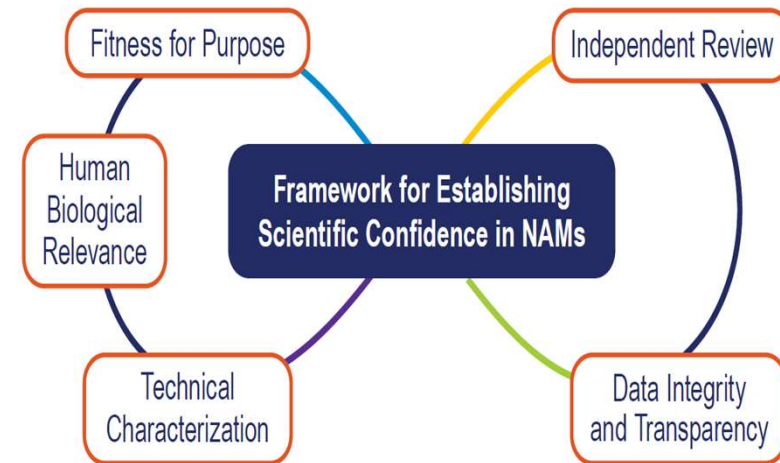 Fitness for Purpose
Independent Review
Human
Biological
Relevance
Framework for Establishing
Scientific Confidence in NAMs
Technical
Characterization
Data Integrity
and Transparency